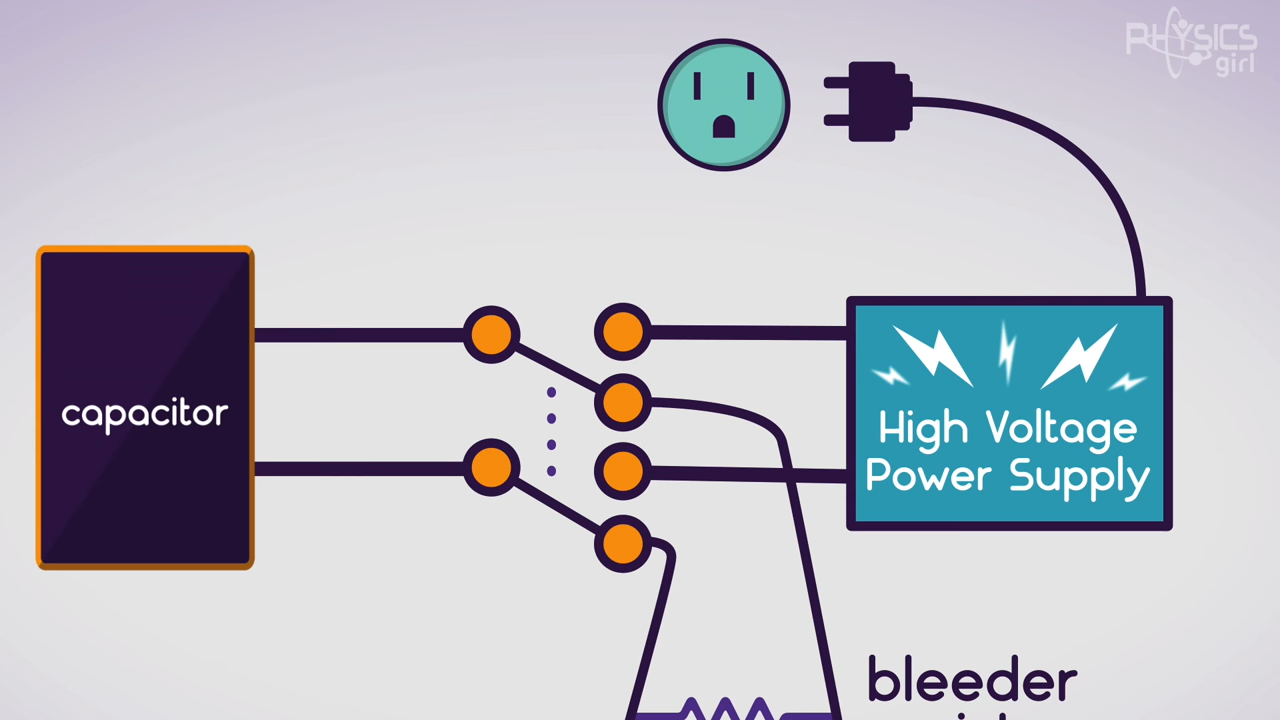 PHYSICS
girl
capacitor
High Voltage
Power Supply
bleeder